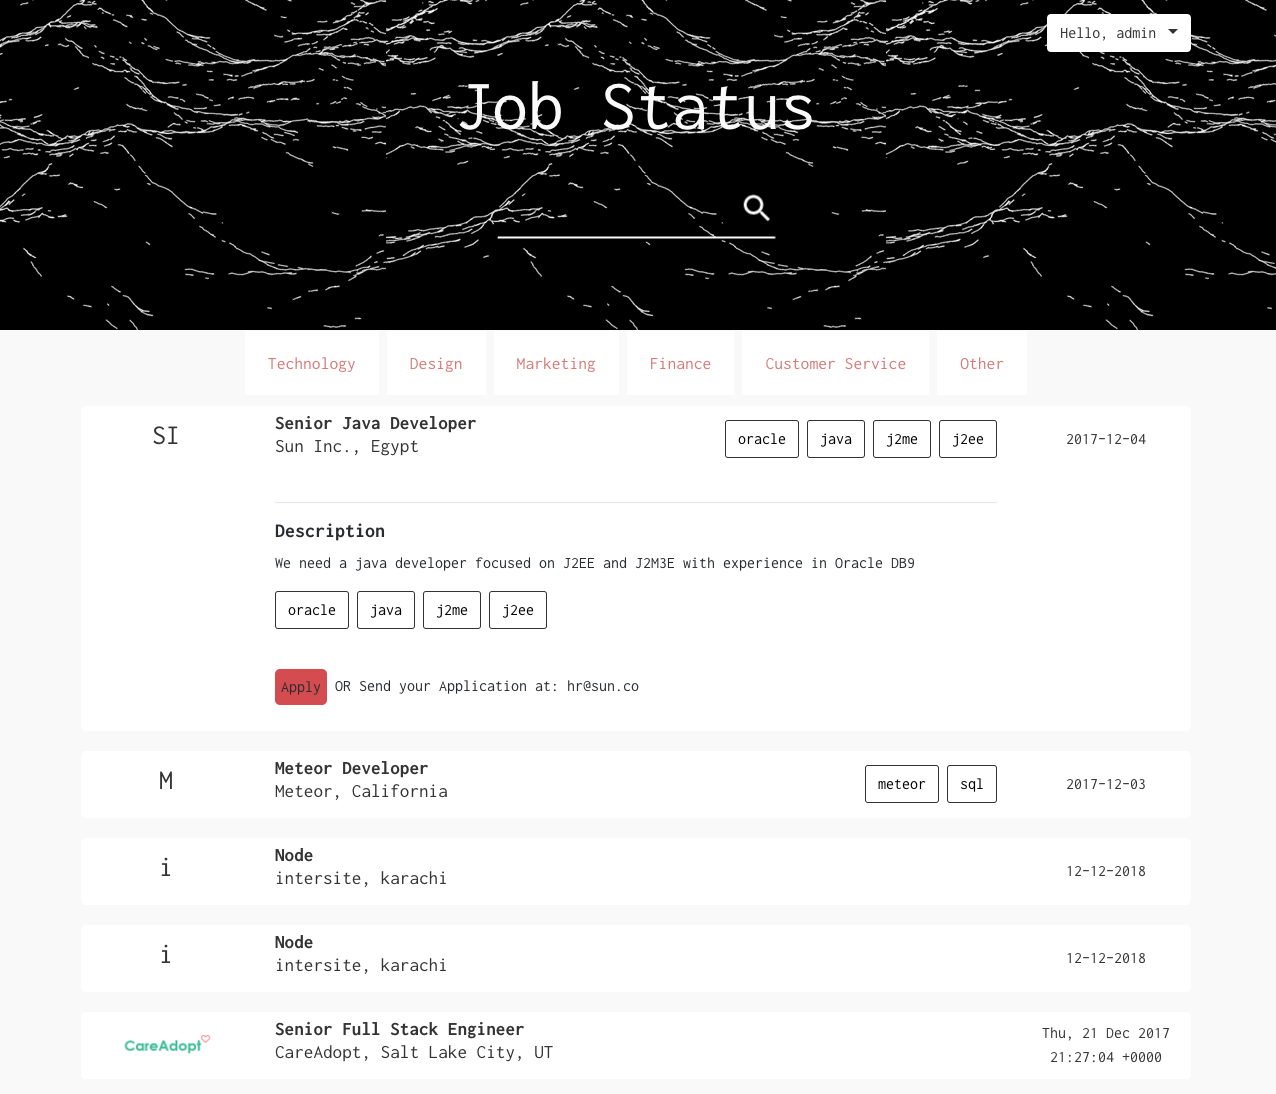 Hello, admin
Job Status
Technology Design Marketing Finance Customer Service Other
SI
Senior Java Developer
Sun Inc., Egypt
oracle java j2me j2ee
2017-12-04
Description
We need a java developer focused on J2EE and J2M3E with experience in Oracle DB9
oracle java j2me j2ee
Apply OR Send your Application at: hr@sun.co
M
Meteor Developer
Meteor, California
meteor sql
2017-12-03
i
Node
intersite, karachi
12-12-2018
i
Node
intersite, karachi
12-12-2018
CareAdopt
Senior Full Stack Engineer
CareAdopt, Salt Lake City, UT
Thu, 21 Dec 2017
21:27:04 +0000